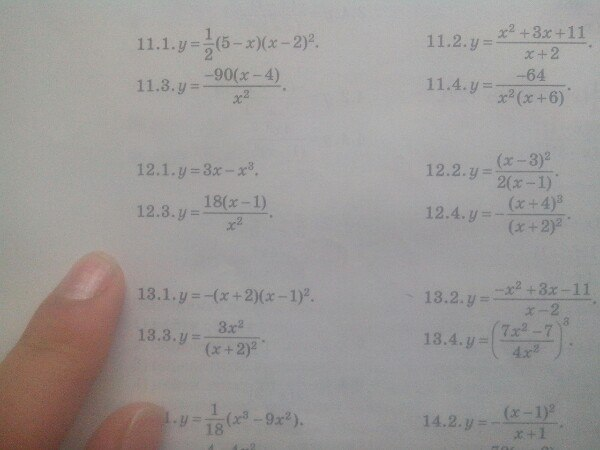 11.1. y = 1/2(5 − x)(x − 2)². 11.2. y = (x² + 3x + 11)/(x + 2).
11.3. y = −90(x − 4)/x². 11.4. y = −64/(x²(x + 6)).
12.1. y = 3x − x³. 12.2. y = (x − 3)²/(2(x − 1)).
12.3. y = 18(x − 1)/x². 12.4. y = −(x + 4)³/(x + 2)².
13.1. y = −(x + 2)(x − 1)². 13.2. y = (−x² + 3x − 11)/(x − 2).
13.3. y = 3x²/(x + 2)². 13.4. y = ((7x² − 7)/(4x²))³.
1. y = 1/18(x³ − 9x²). 14.2. y = −(x − 1)²/(x + 1).